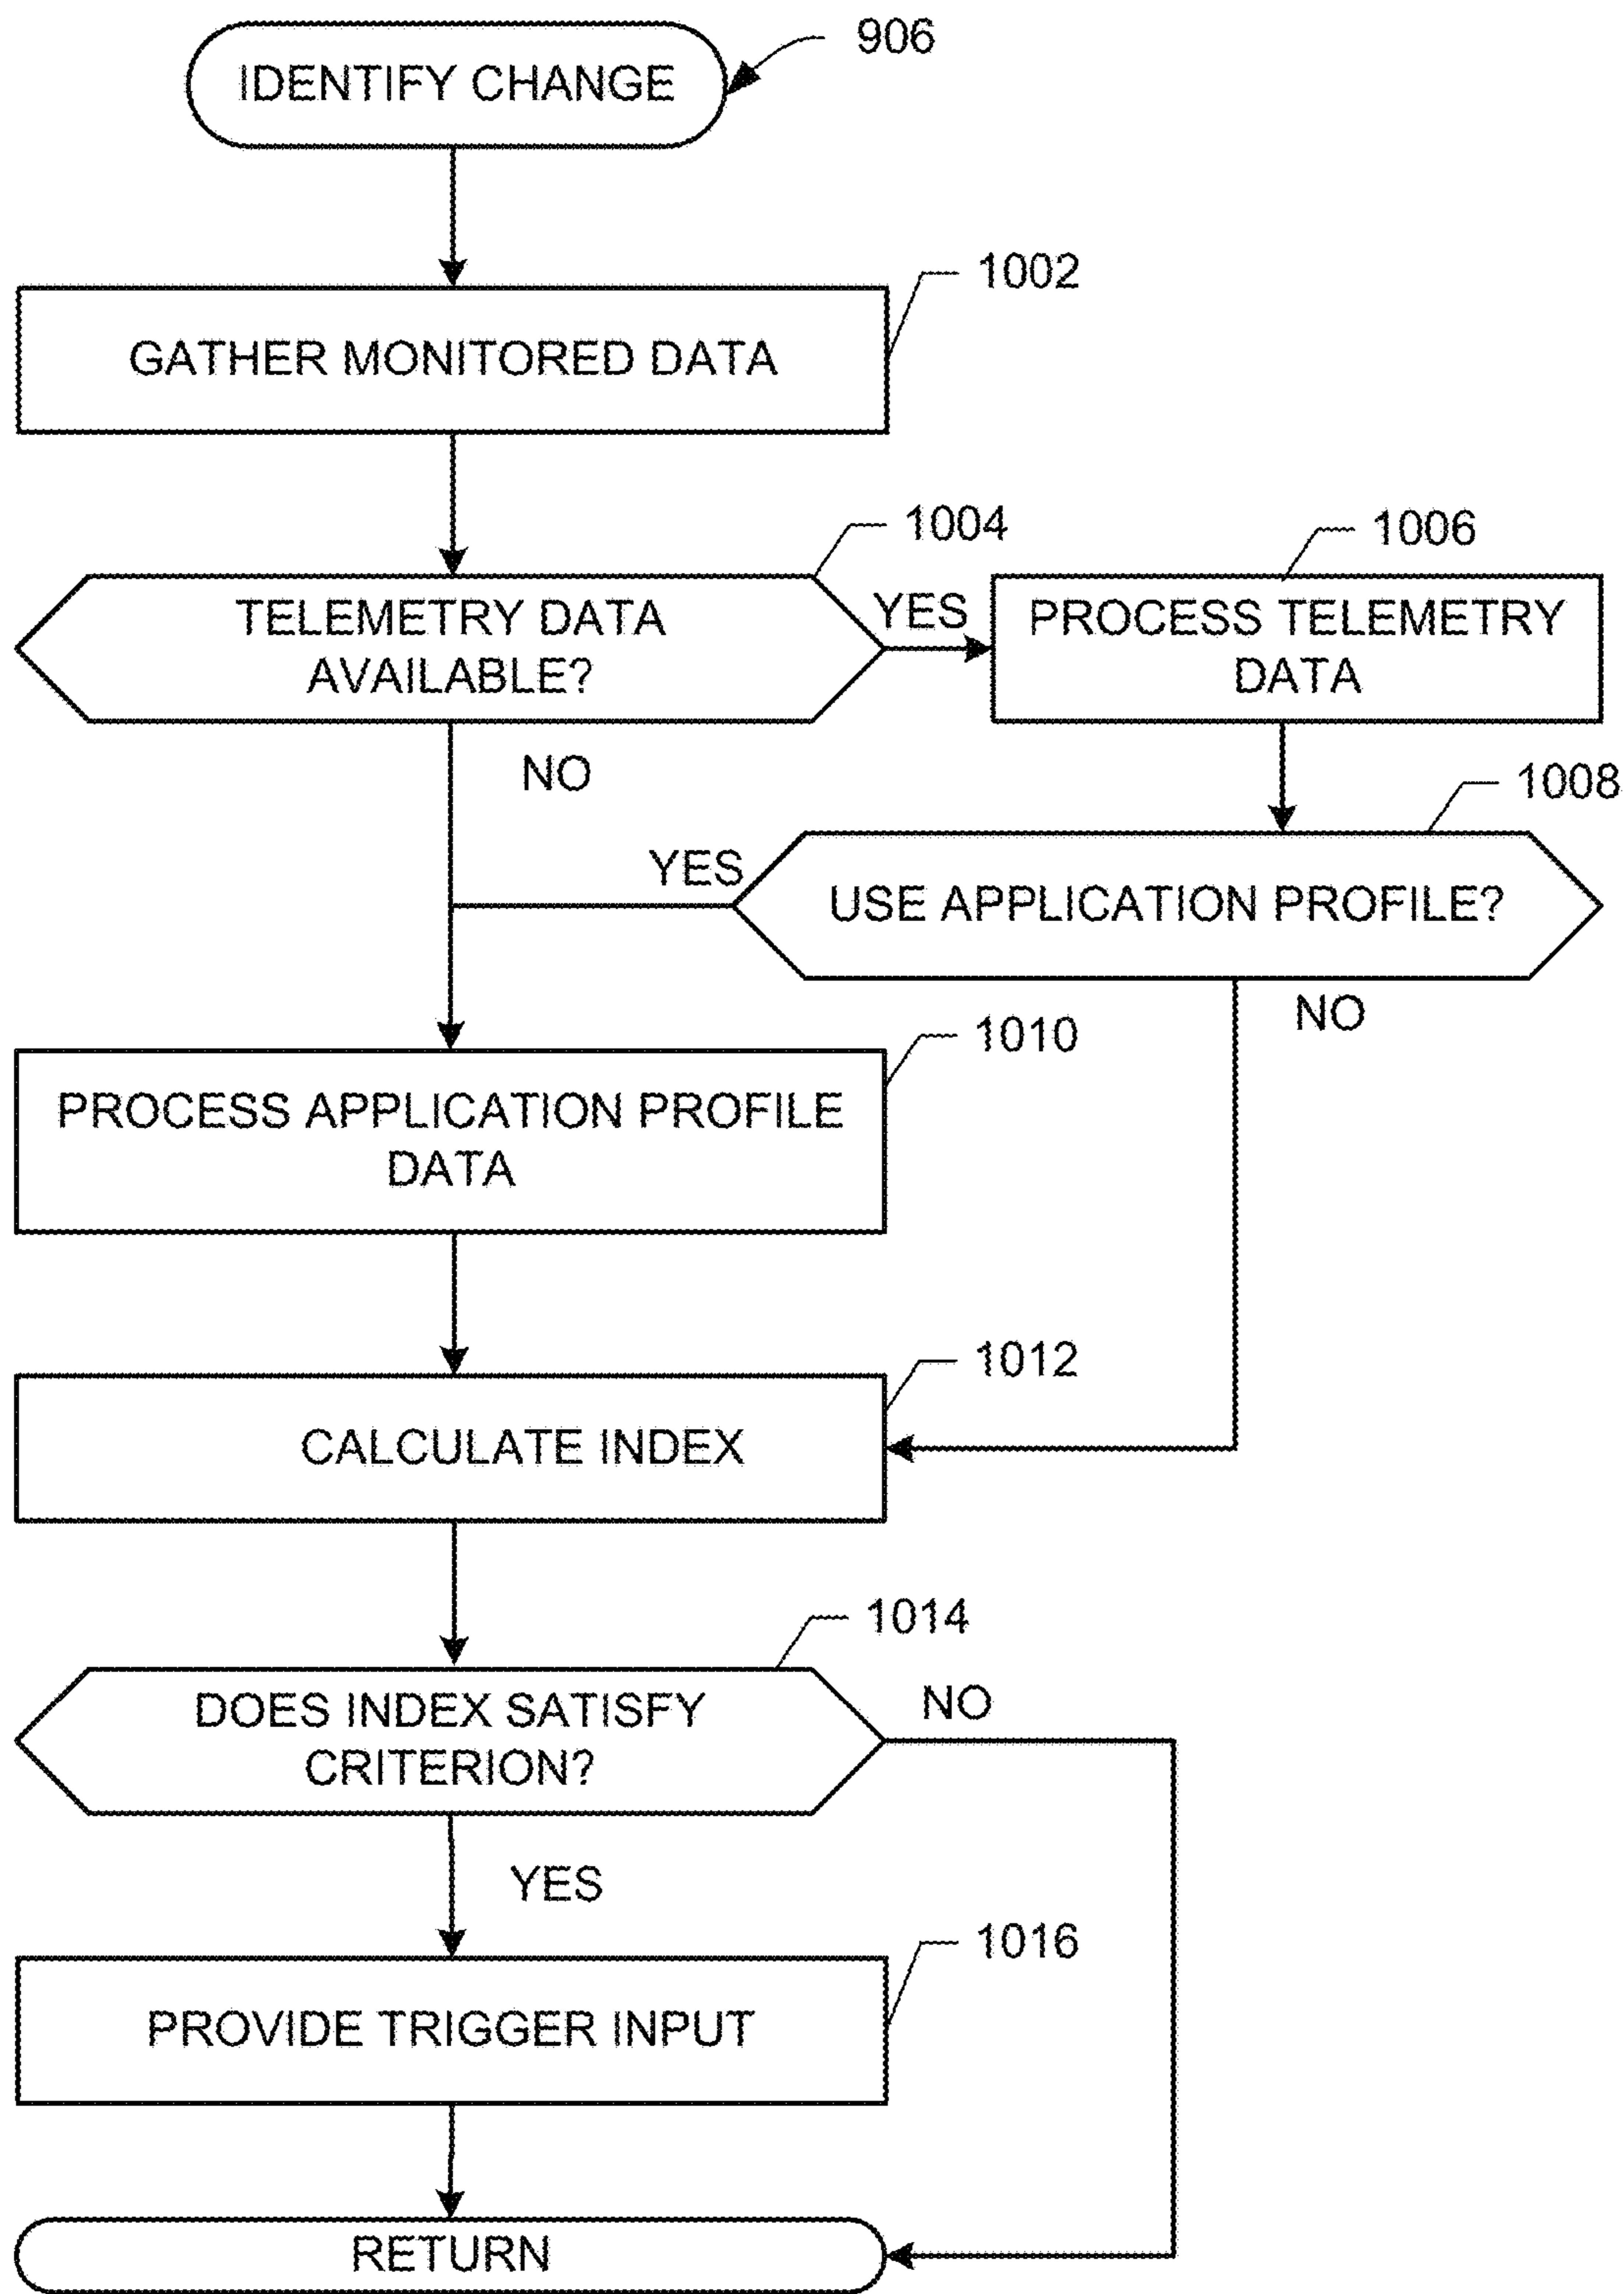 906
IDENTIFY CHANGE
1002
GATHER MONITORED DATA
1004
TELEMETRY DATA
AVAILABLE?
YES
1006
PROCESS TELEMETRY
DATA
NO
1008
YES
USE APPLICATION PROFILE?
NO
1010
PROCESS APPLICATION PROFILE
DATA
1012
CALCULATE INDEX
1014
DOES INDEX SATISFY
CRITERION?
NO
YES
1016
PROVIDE TRIGGER INPUT
RETURN